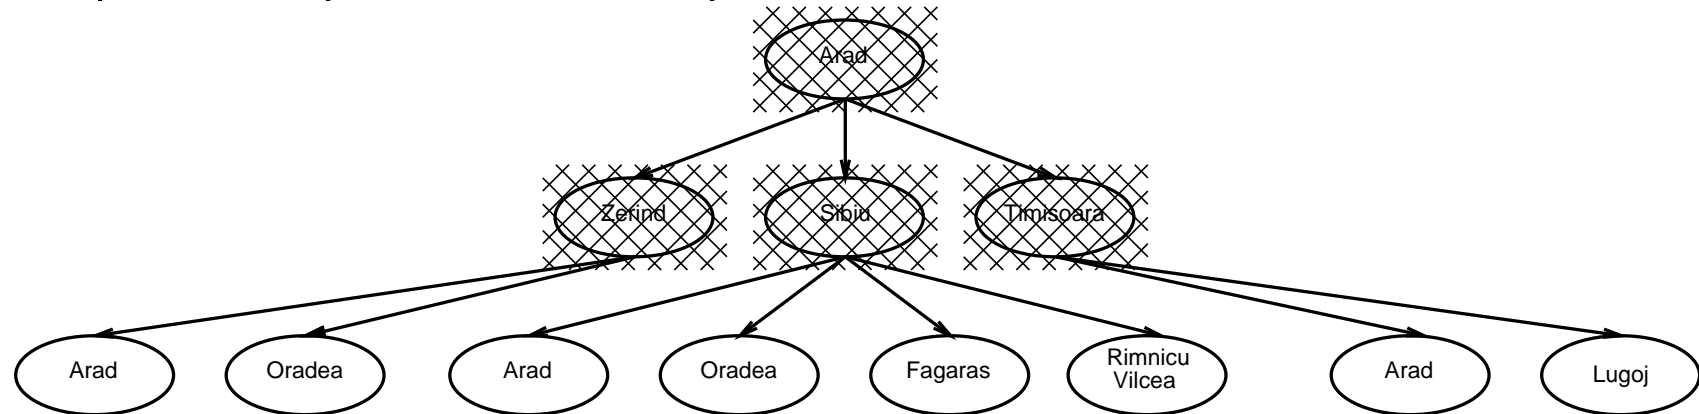 Arad
Zerind
Sibiu
Timisoara
Arad
Oradea
Arad
Oradea
Fagaras
Rimnicu
Vilcea
Arad
Lugoj